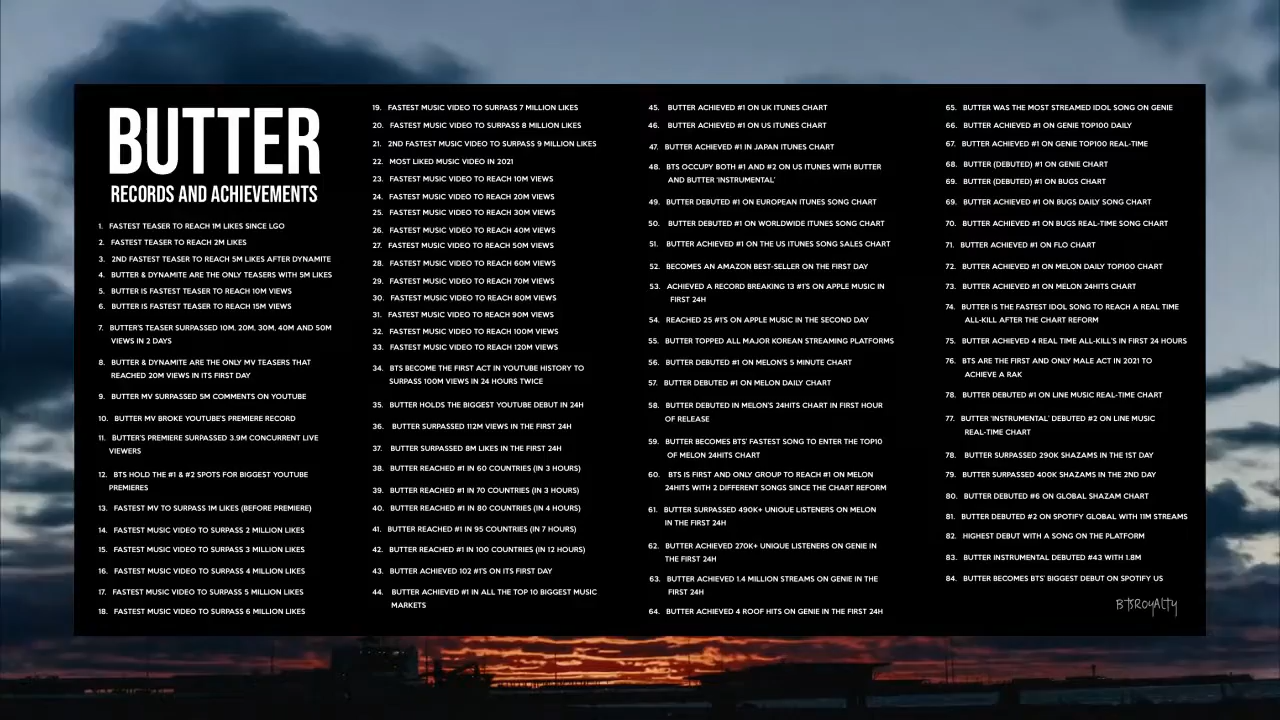 BUTTER
RECORDS AND ACHIEVEMENTS
1. FASTEST TEASER TO REACH 1M LIKES SINCE LGO
2. FASTEST TEASER TO REACH 2M LIKES
3. 2ND FASTEST TEASER TO REACH 5M LIKES AFTER DYNAMITE
4. BUTTER & DYNAMITE ARE THE ONLY TEASERS WITH 5M LIKES
5. BUTTER IS FASTEST TEASER TO REACH 10M VIEWS
6. BUTTER IS FASTEST TEASER TO REACH 15M VIEWS
7. BUTTER'S TEASER SURPASSED 10M, 20M, 30M, 40M AND 50M
VIEWS IN 2 DAYS
8. BUTTER & DYNAMITE ARE THE ONLY MV TEASERS THAT
REACHED 20M VIEWS IN ITS FIRST DAY
9. BUTTER MV SURPASSED 5M COMMENTS ON YOUTUBE
10. BUTTER MV BROKE YOUTUBE'S PREMIERE RECORD
11. BUTTER'S PREMIERE SURPASSED 3.9M CONCURRENT LIVE
VIEWERS
12. BTS HOLD THE #1 & #2 SPOTS FOR BIGGEST YOUTUBE
PREMIERES
13. FASTEST MV TO SURPASS 1M LIKES (BEFORE PREMIERE)
14. FASTEST MUSIC VIDEO TO SURPASS 2 MILLION LIKES
15. FASTEST MUSIC VIDEO TO SURPASS 3 MILLION LIKES
16. FASTEST MUSIC VIDEO TO SURPASS 4 MILLION LIKES
17. FASTEST MUSIC VIDEO TO SURPASS 5 MILLION LIKES
18. FASTEST MUSIC VIDEO TO SURPASS 6 MILLION LIKES
19. FASTEST MUSIC VIDEO TO SURPASS 7 MILLION LIKES
20. FASTEST MUSIC VIDEO TO SURPASS 8 MILLION LIKES
21. 2ND FASTEST MUSIC VIDEO TO SURPASS 9 MILLION LIKES
22. MOST LIKED MUSIC VIDEO IN 2021
23. FASTEST MUSIC VIDEO TO REACH 10M VIEWS
24. FASTEST MUSIC VIDEO TO REACH 20M VIEWS
25. FASTEST MUSIC VIDEO TO REACH 30M VIEWS
26. FASTEST MUSIC VIDEO TO REACH 40M VIEWS
27. FASTEST MUSIC VIDEO TO REACH 50M VIEWS
28. FASTEST MUSIC VIDEO TO REACH 60M VIEWS
29. FASTEST MUSIC VIDEO TO REACH 70M VIEWS
30. FASTEST MUSIC VIDEO TO REACH 80M VIEWS
31. FASTEST MUSIC VIDEO TO REACH 90M VIEWS
32. FASTEST MUSIC VIDEO TO REACH 100M VIEWS
33. FASTEST MUSIC VIDEO TO REACH 120M VIEWS
34. BTS BECOME THE FIRST ACT IN YOUTUBE HISTORY TO
SURPASS 100M VIEWS IN 24 HOURS TWICE
35. BUTTER HOLDS THE BIGGEST YOUTUBE DEBUT IN 24H
36. BUTTER SURPASSED 112M VIEWS IN THE FIRST 24H
37. BUTTER SURPASSED 8M LIKES IN THE FIRST 24H
38. BUTTER REACHED #1 IN 60 COUNTRIES (IN 3 HOURS)
39. BUTTER REACHED #1 IN 70 COUNTRIES (IN 3 HOURS)
40. BUTTER REACHED #1 IN 80 COUNTRIES (IN 4 HOURS)
41. BUTTER REACHED #1 IN 95 COUNTRIES (IN 7 HOURS)
42. BUTTER REACHED #1 IN 100 COUNTRIES (IN 12 HOURS)
43. BUTTER ACHIEVED 102 #1'S ON ITS FIRST DAY
44. BUTTER ACHIEVED #1 IN ALL THE TOP 10 BIGGEST MUSIC
MARKETS
45. BUTTER ACHIEVED #1 ON UK ITUNES CHART
46. BUTTER ACHIEVED #1 ON US ITUNES CHART
47. BUTTER ACHIEVED #1 IN JAPAN ITUNES CHART
48. BTS OCCUPY BOTH #1 AND #2 ON US ITUNES WITH BUTTER
AND BUTTER 'INSTRUMENTAL'
49. BUTTER DEBUTED #1 ON EUROPEAN ITUNES SONG CHART
50. BUTTER DEBUTED #1 ON WORLDWIDE ITUNES SONG CHART
51. BUTTER ACHIEVED #1 ON THE US ITUNES SONG SALES CHART
52. BECOMES AN AMAZON BEST-SELLER ON THE FIRST DAY
53. ACHIEVED A RECORD BREAKING 13 #1'S ON APPLE MUSIC IN
FIRST 24H
54. REACHED 25 #1'S ON APPLE MUSIC IN THE SECOND DAY
55. BUTTER TOPPED ALL MAJOR KOREAN STREAMING PLATFORMS
56. BUTTER DEBUTED #1 ON MELON'S 5 MINUTE CHART
57. BUTTER DEBUTED #1 ON MELON DAILY CHART
58. BUTTER DEBUTED IN MELON'S 24HITS CHART IN FIRST HOUR
OF RELEASE
59. BUTTER BECOMES BTS' FASTEST SONG TO ENTER THE TOP10
OF MELON 24HITS CHART
60. BTS IS FIRST AND ONLY GROUP TO REACH #1 ON MELON
24HITS WITH 2 DIFFERENT SONGS SINCE THE CHART REFORM
61. BUTTER SURPASSED 490K+ UNIQUE LISTENERS ON MELON
IN THE FIRST 24H
62. BUTTER ACHIEVED 270K+ UNIQUE LISTENERS ON GENIE IN
THE FIRST 24H
63. BUTTER ACHIEVED 1.4 MILLION STREAMS ON GENIE IN THE
FIRST 24H
64. BUTTER ACHIEVED 4 ROOF HITS ON GENIE IN THE FIRST 24H
65. BUTTER WAS THE MOST STREAMED IDOL SONG ON GENIE
66. BUTTER ACHIEVED #1 ON GENIE TOP100 DAILY
67. BUTTER ACHIEVED #1 ON GENIE TOP100 REAL-TIME
68. BUTTER (DEBUTED) #1 ON GENIE CHART
69. BUTTER (DEBUTED) #1 ON BUGS CHART
69. BUTTER ACHIEVED #1 ON BUGS DAILY SONG CHART
70. BUTTER ACHIEVED #1 ON BUGS REAL-TIME SONG CHART
71. BUTTER ACHIEVED #1 ON FLO CHART
72. BUTTER ACHIEVED #1 ON MELON DAILY TOP100 CHART
73. BUTTER ACHIEVED #1 ON MELON 24HITS CHART
74. BUTTER IS THE FASTEST IDOL SONG TO REACH A REAL TIME
ALL-KILL AFTER THE CHART REFORM
75. BUTTER ACHIEVED 4 REAL TIME ALL-KILL'S IN FIRST 24 HOURS
76. BTS ARE THE FIRST AND ONLY MALE ACT IN 2021 TO
ACHIEVE A RAK
78. BUTTER DEBUTED #1 ON LINE MUSIC REAL-TIME CHART
77. BUTTER 'INSTRUMENTAL' DEBUTED #2 ON LINE MUSIC
REAL-TIME CHART
78. BUTTER SURPASSED 290K SHAZAMS IN THE 1ST DAY
79. BUTTER SURPASSED 400K SHAZAMS IN THE 2ND DAY
80. BUTTER DEBUTED #6 ON GLOBAL SHAZAM CHART
81. BUTTER DEBUTED #2 ON SPOTIFY GLOBAL WITH 11M STREAMS
82. HIGHEST DEBUT WITH A SONG ON THE PLATFORM
83. BUTTER INSTRUMENTAL DEBUTED #43 WITH 1.8M
84. BUTTER BECOMES BTS' BIGGEST DEBUT ON SPOTIFY US
BTSROYALTY